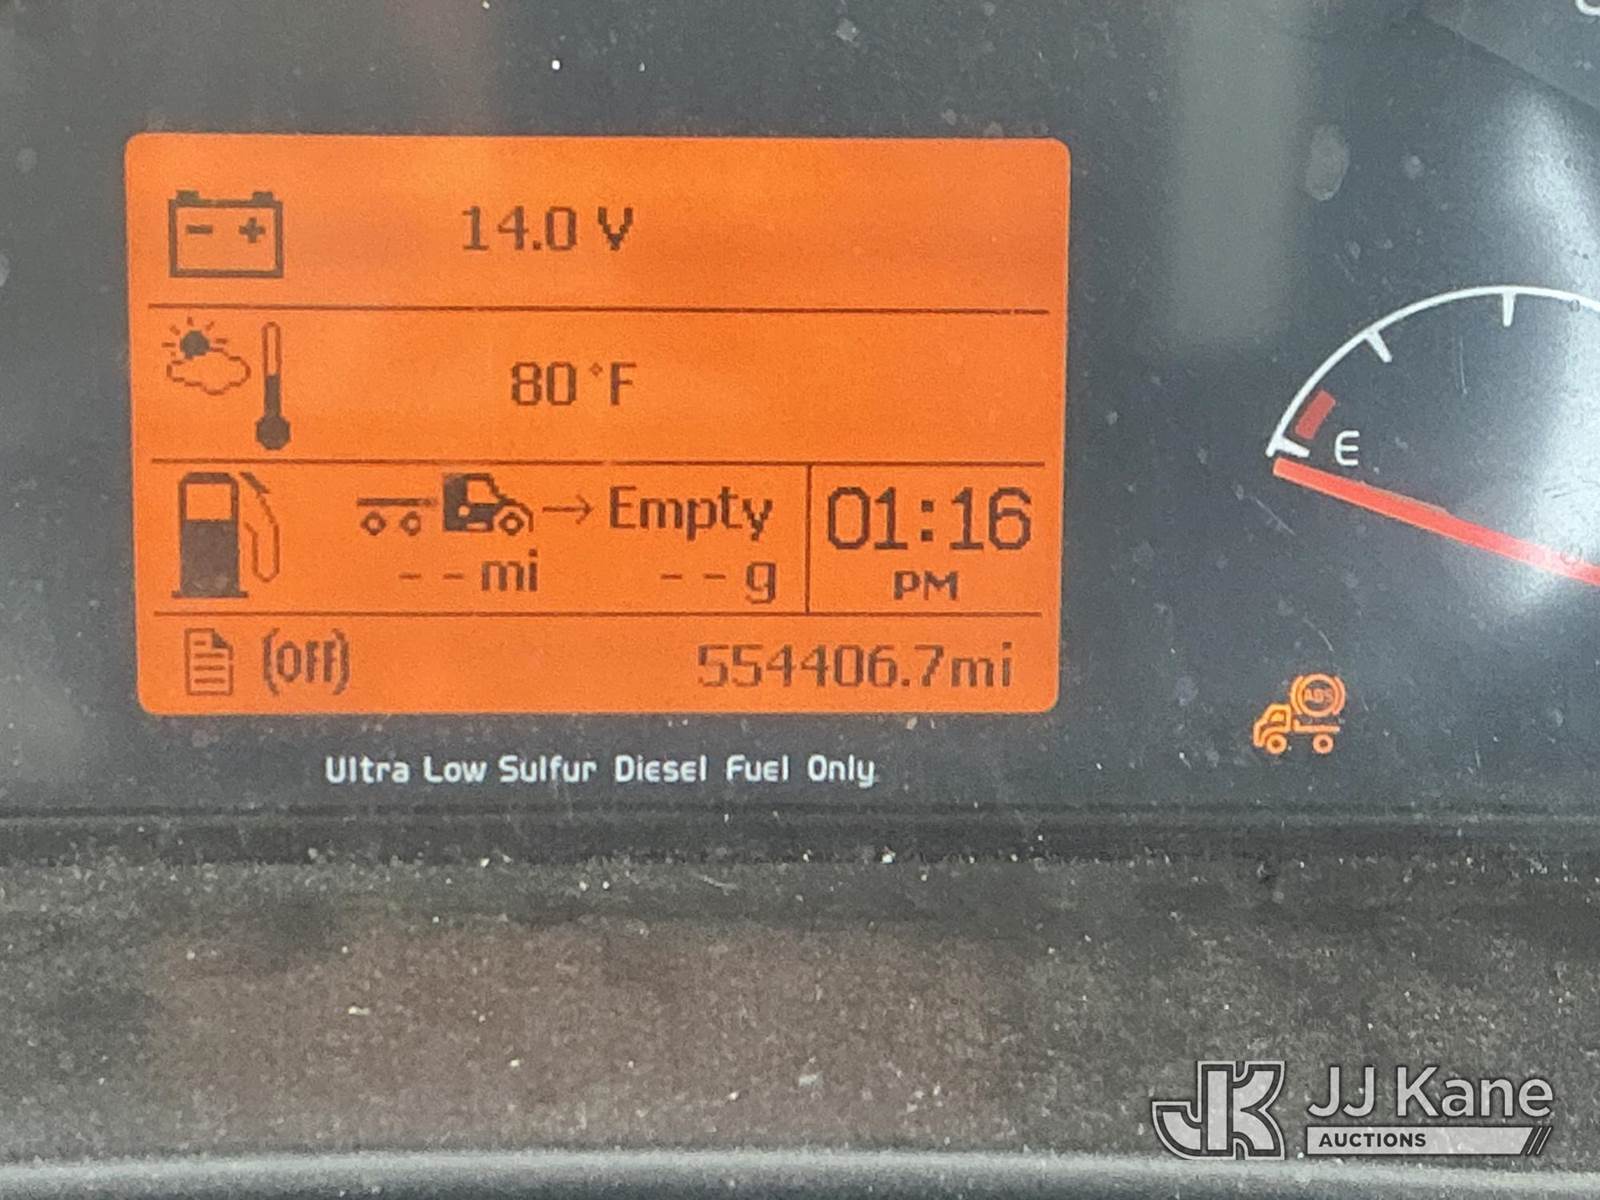 14.0 V
80 °F
→ Empty
--mi --g
01:16
PM
(Off) 554406.7mi
Ultra Low Sulfur Diesel Fuel Only
E
ABS
JK JJ Kane
AUCTIONS